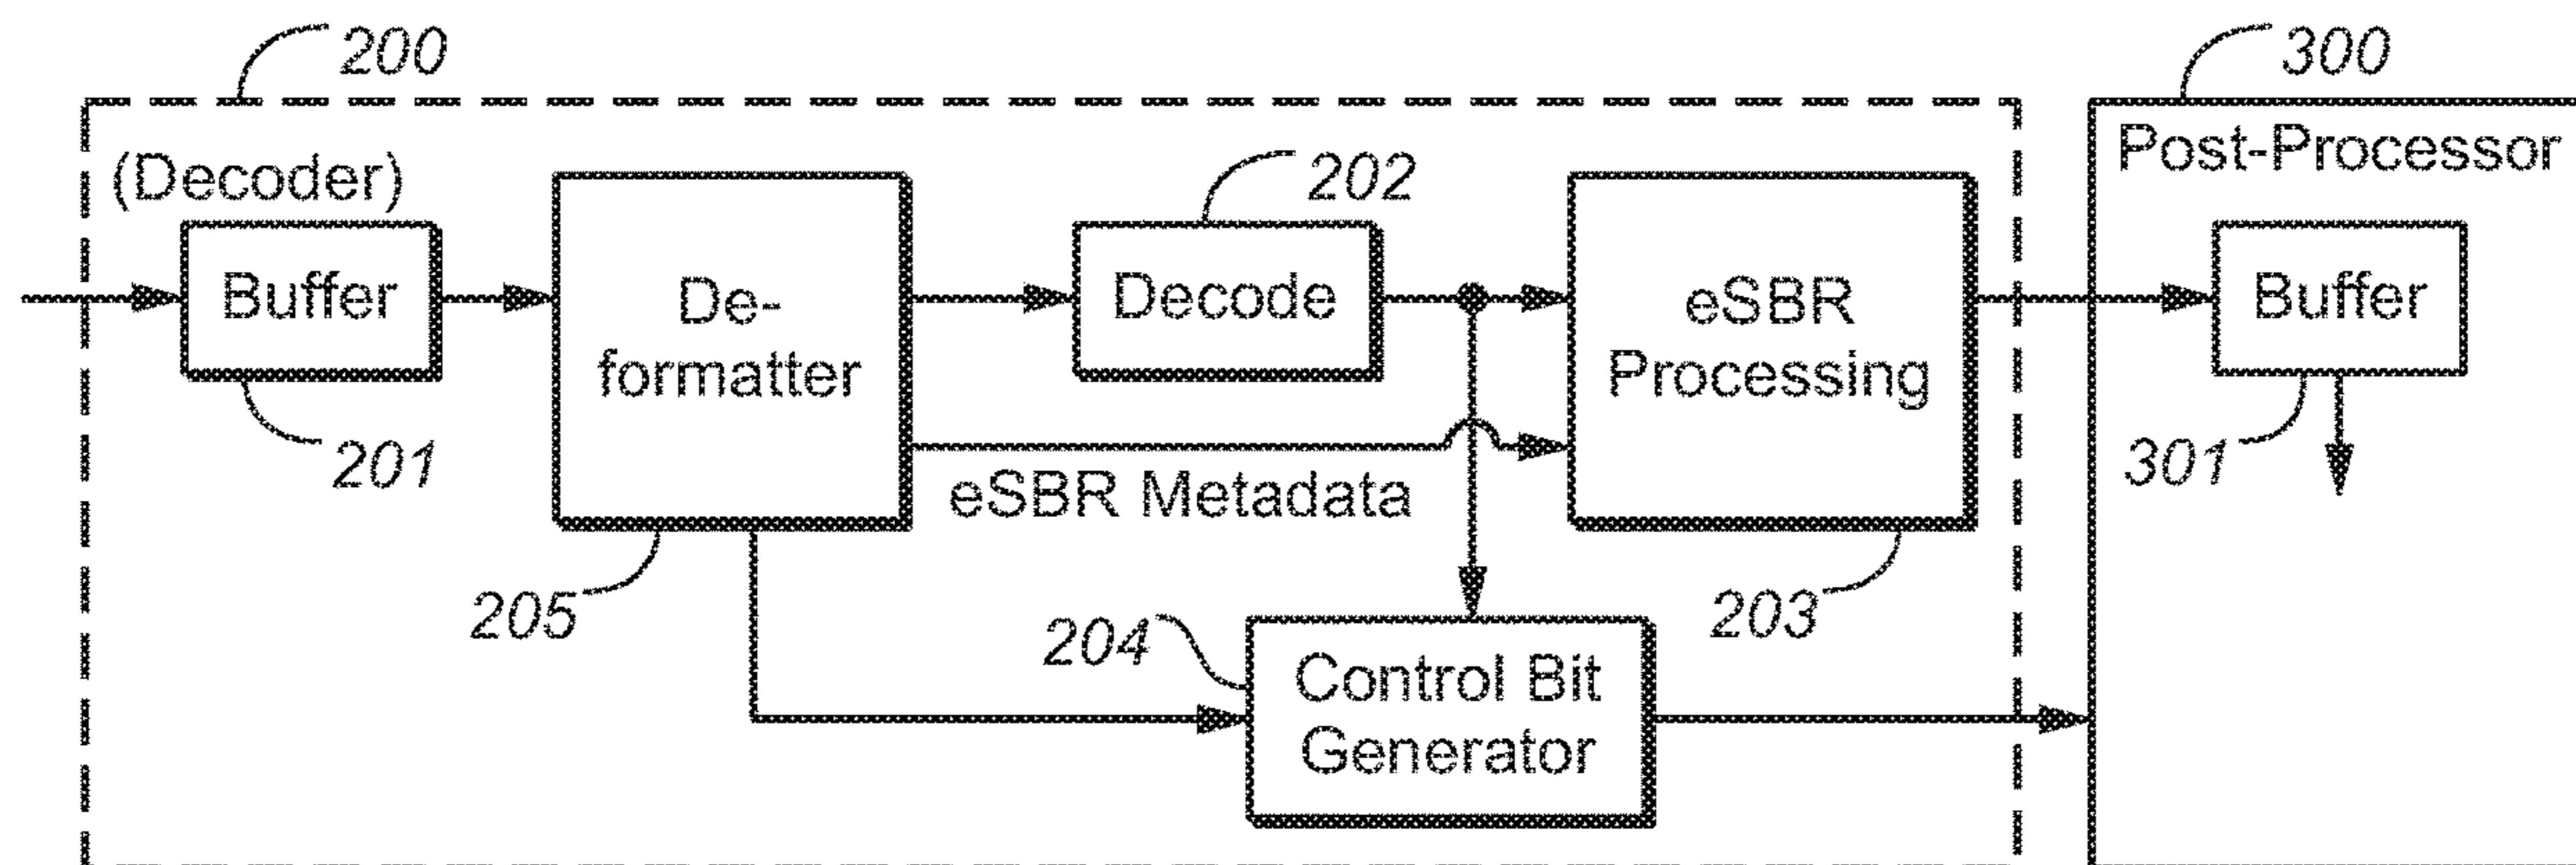 200
300
(Decoder)
Post-Processor
202
Buffer
De-
formatter
Decode
eSBR
Processing
Buffer
201
eSBR Metadata
301
205
204
203
Control Bit
Generator